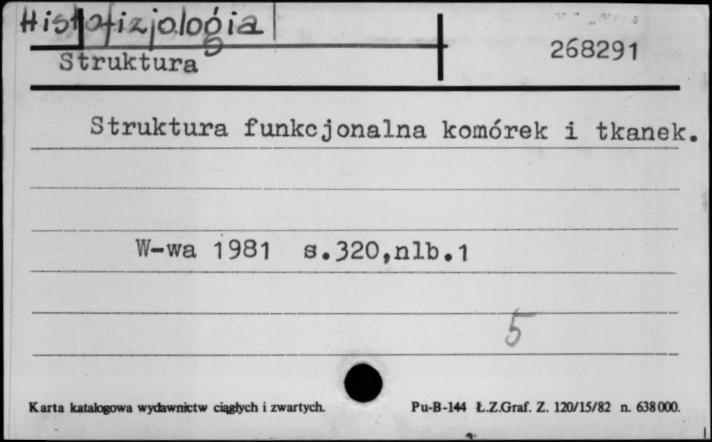 Histofizjologia
Struktura
268291
Struktura funkcjonalna komórek i tkanek.
W-wa 1981 s.320,nlb.1
5
Karta katalogowa wydawnictw ciągłych i zwartych.
Pu-B-144 Ł.Z.Graf. Z. 120/15/82 n. 638000.